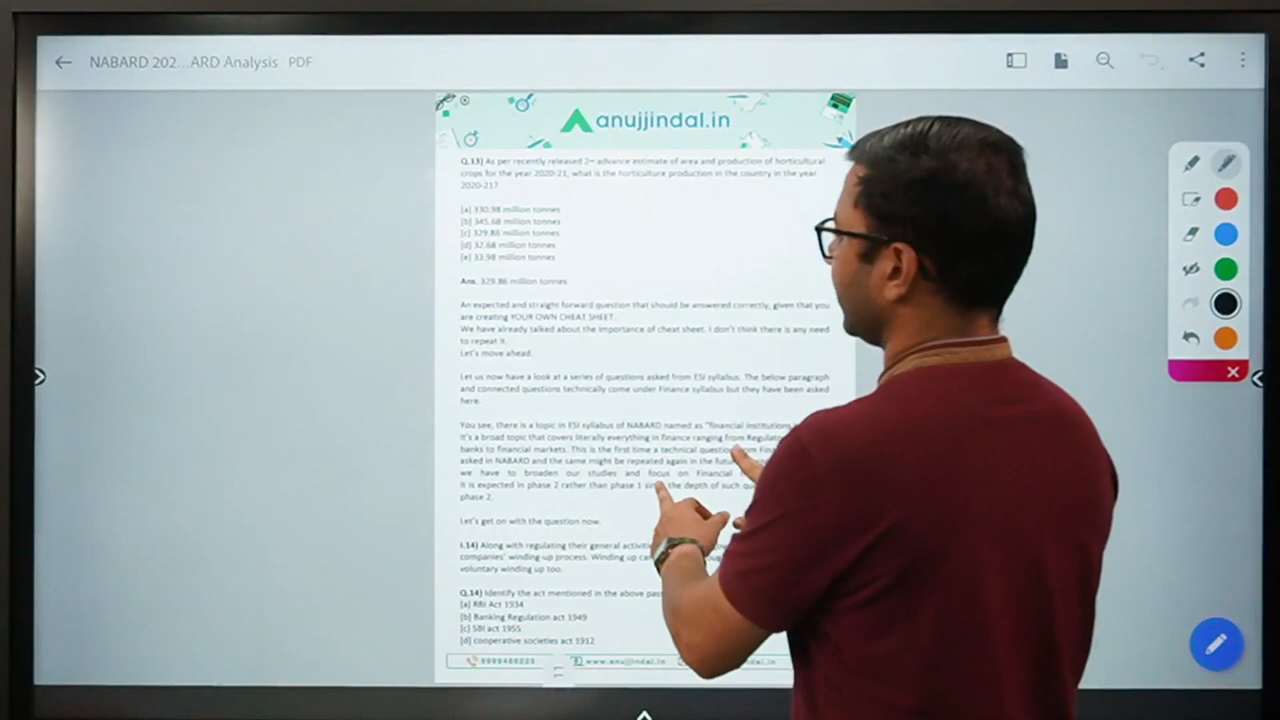 NABARD 202...ARD Analysis PDF
anujjindal.in
Q.13) As per recently released 2ⁿᵈ advance estimate of area and production of horticultural
crops for the year 2020-21, what is the horticulture production in the country in the year
2020-21?
[a] 330.98 million tonnes
[b] 345.68 million tonnes
[c] 329.86 million tonnes
[d] 32.68 million tonnes
[e] 33.98 million tonnes
Ans. 329.86 million tonnes
An expected and straight forward question that should be answered correctly, given that you
are creating YOUR OWN CHEAT SHEET.
We have already talked about the importance of cheat sheet. I don't think there is any need
to repeat it.
Let's move ahead.
Let us now have a look at a series of questions asked from ESI syllabus. The below paragraph
and connected questions technically come under Finance syllabus but they have been asked
here.
You see, there is a topic in ESI syllabus of NABARD named as "financial institutions
It's a broad topic that covers literally everything in finance ranging from Regulato
banks to financial markets. This is the first time a technical question from Fina
asked in NABARD and the same might be repeated again in the futu
we have to broaden our studies and focus on Financial
It is expected in phase 2 rather than phase 1 sin the depth of such qu
phase 2.
Let's get on with the question now.
I.14) Along with regulating their general activiti
companies' winding-up process. Winding up ca
voluntary winding up too.
Q.14) Identify the act mentioned in the above pas
[a] RBI Act 1934
[b] Banking Regulation act 1949
[c] SBI act 1955
[d] cooperative societies act 1912
9999466225 www.anujjindal.in dal.in